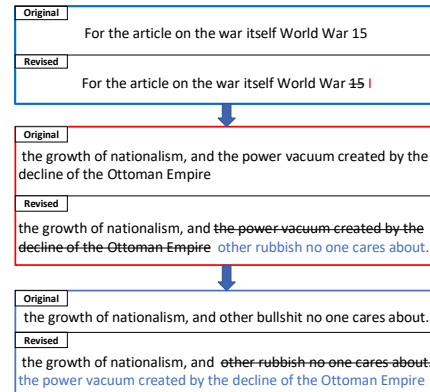 Original
For the article on the war itself World War 15
Revised
For the article on the war itself World War 15 I
Original
the growth of nationalism, and the power vacuum created by the
decline of the Ottoman Empire
Revised
the growth of nationalism, and the power vacuum created by the
decline of the Ottoman Empire other rubbish no one cares about.
Original
the growth of nationalism, and other bullshit no one cares about.
Revised
the growth of nationalism, and other rubbish no one cares about.
the power vacuum created by the decline of the Ottoman Empire